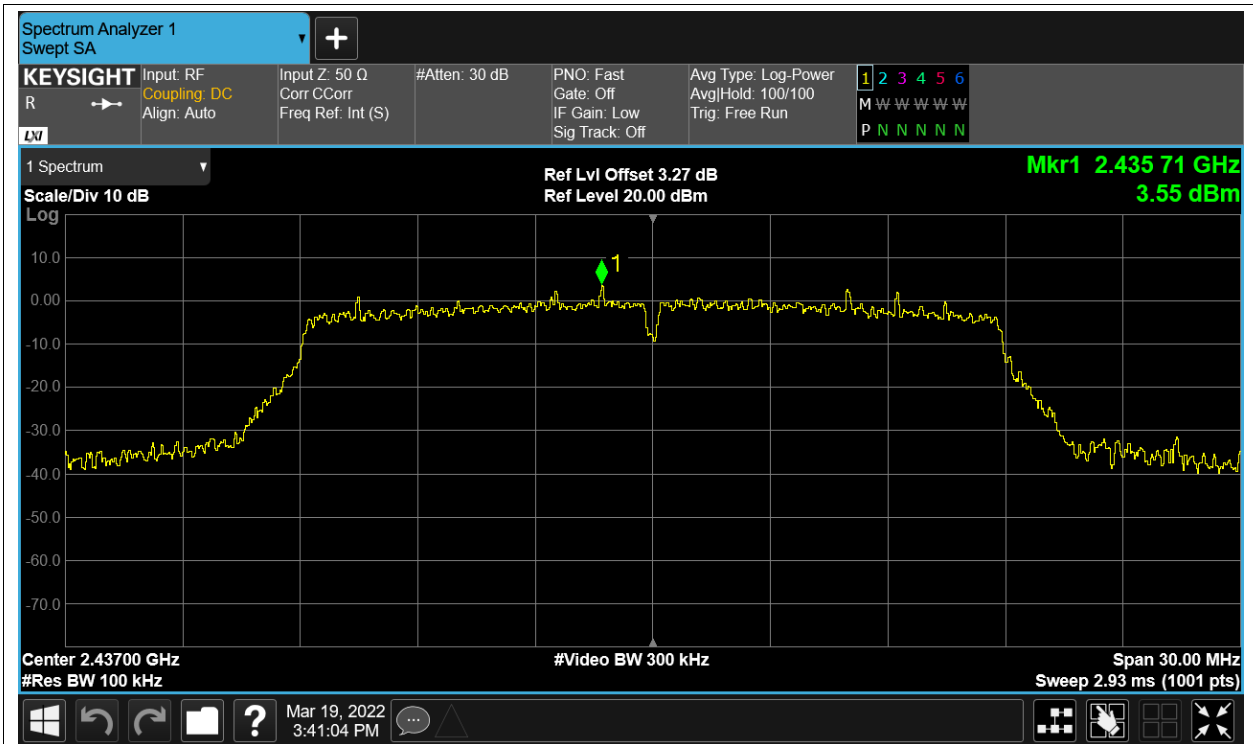 Spectrum Analyzer 1
Swept SA
KEYSIGHT
R
LXI
Input: RF
Coupling: DC
Align: Auto
Input Z: 50 Ω
Corr CCorr
Freq Ref: Int (S)
#Atten: 30 dB
PNO: Fast
Gate: Off
IF Gain: Low
Sig Track: Off
Avg Type: Log-Power
Avg|Hold: 100/100
Trig: Free Run
1 2 3 4 5 6
M W W W W W
P N N N N N
1 Spectrum
Scale/Div 10 dB
Ref Lvl Offset 3.27 dB
Ref Level 20.00 dBm
Mkr1 2.435 71 GHz
3.55 dBm
Log
1
10.0
0.00
-10.0
-20.0
-30.0
-40.0
-50.0
-60.0
-70.0
Center 2.43700 GHz
#Video BW 300 kHz
Span 30.00 MHz
#Res BW 100 kHz
Sweep 2.93 ms (1001 pts)
?
Mar 19, 2022
3:41:04 PM